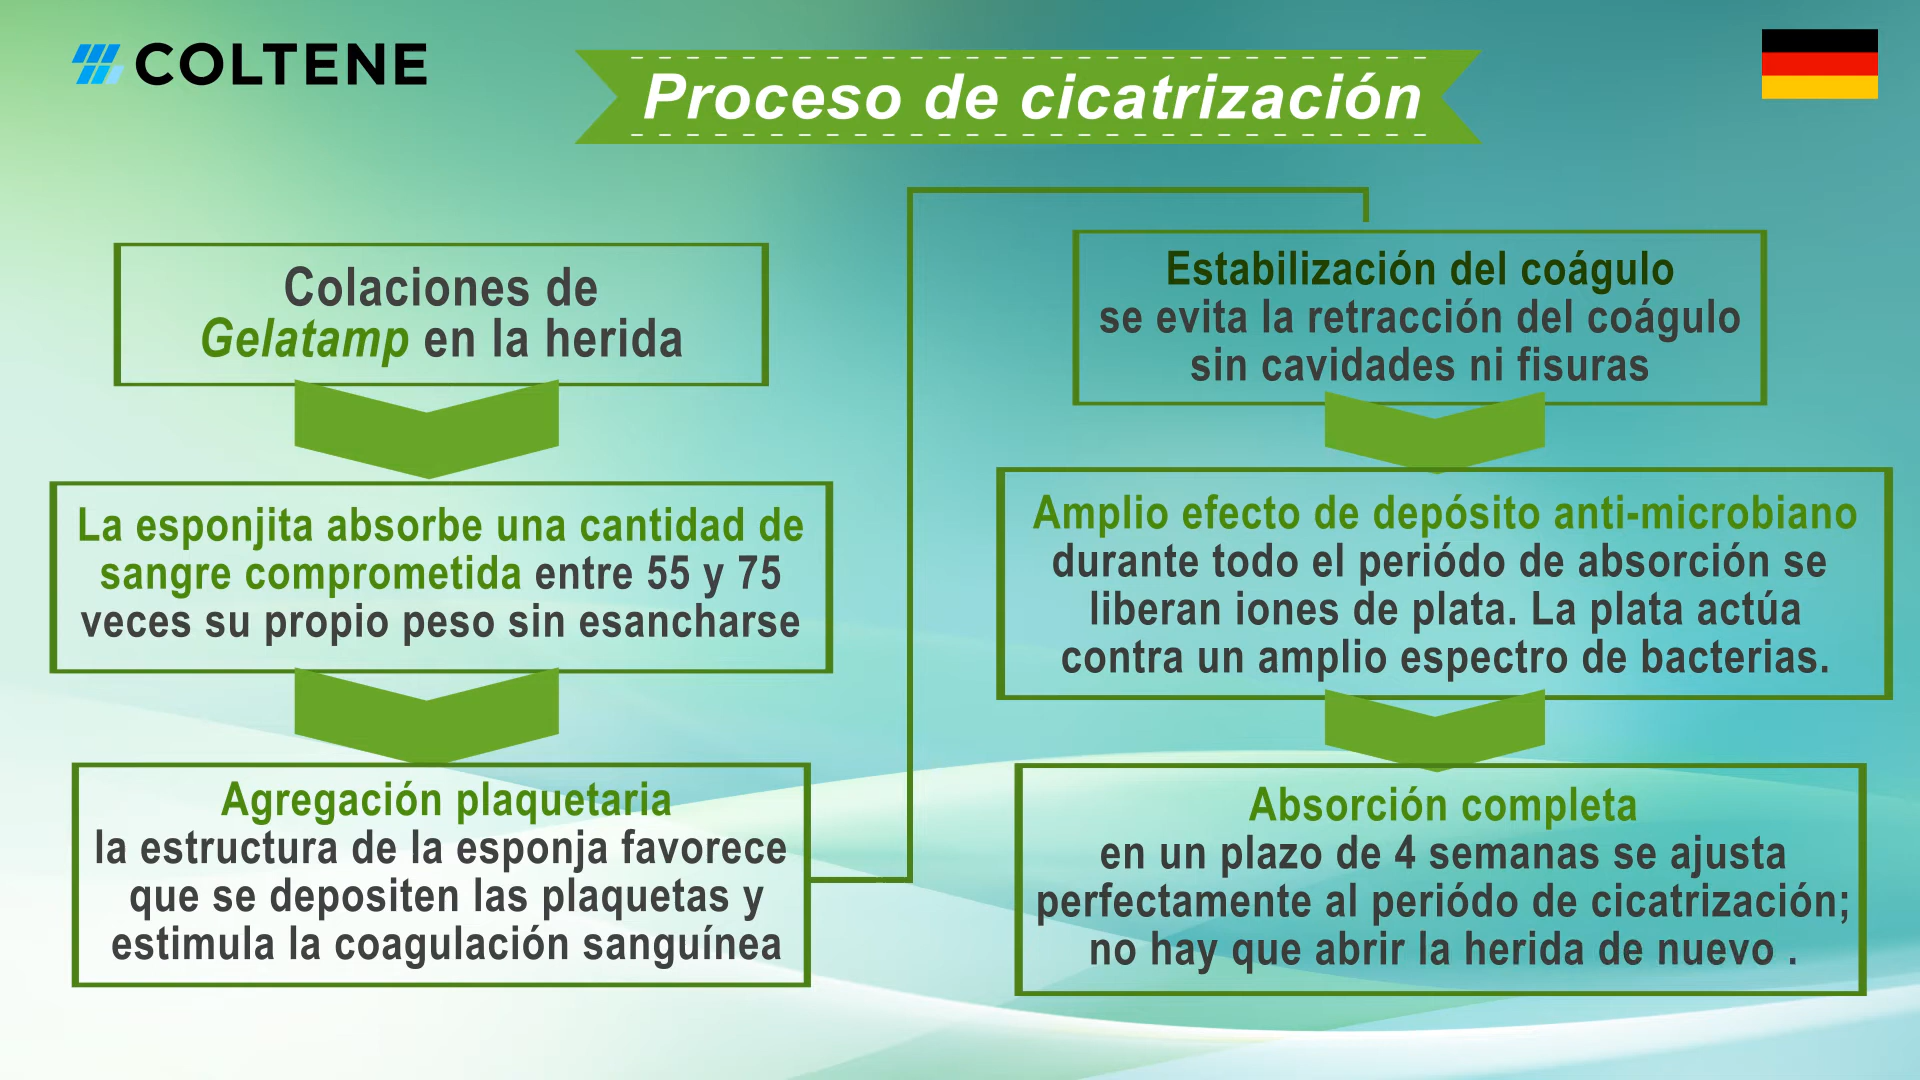 COLTENE
Proceso de cicatrización
Colaciones de
Gelatamp en la herida
La esponjita absorbe una cantidad de
sangre comprometida entre 55 y 75
veces su propio peso sin esancharse
Agregación plaquetaria
la estructura de la esponja favorece
que se depositen las plaquetas y
estimula la coagulación sanguínea
Estabilización del coágulo
se evita la retracción del coágulo
sin cavidades ni fisuras
Amplio efecto de depósito anti-microbiano
durante todo el periódo de absorción se
liberan iones de plata. La plata actúa
contra un amplio espectro de bacterias.
Absorción completa
en un plazo de 4 semanas se ajusta
perfectamente al periódo de cicatrización;
no hay que abrir la herida de nuevo .